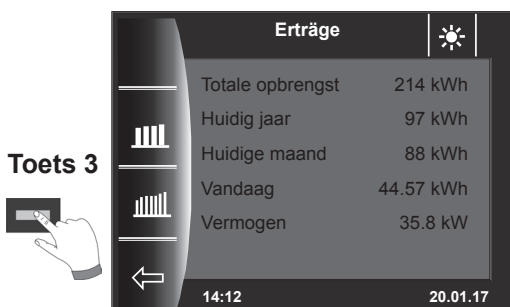 Erträge
Totale opbrengst 214 kWh
Huidig jaar 97 kWh
Huidige maand 88 kWh
Toets 3
Vandaag 44.57 kWh
Vermogen 35.8 kW
14:12 20.01.17